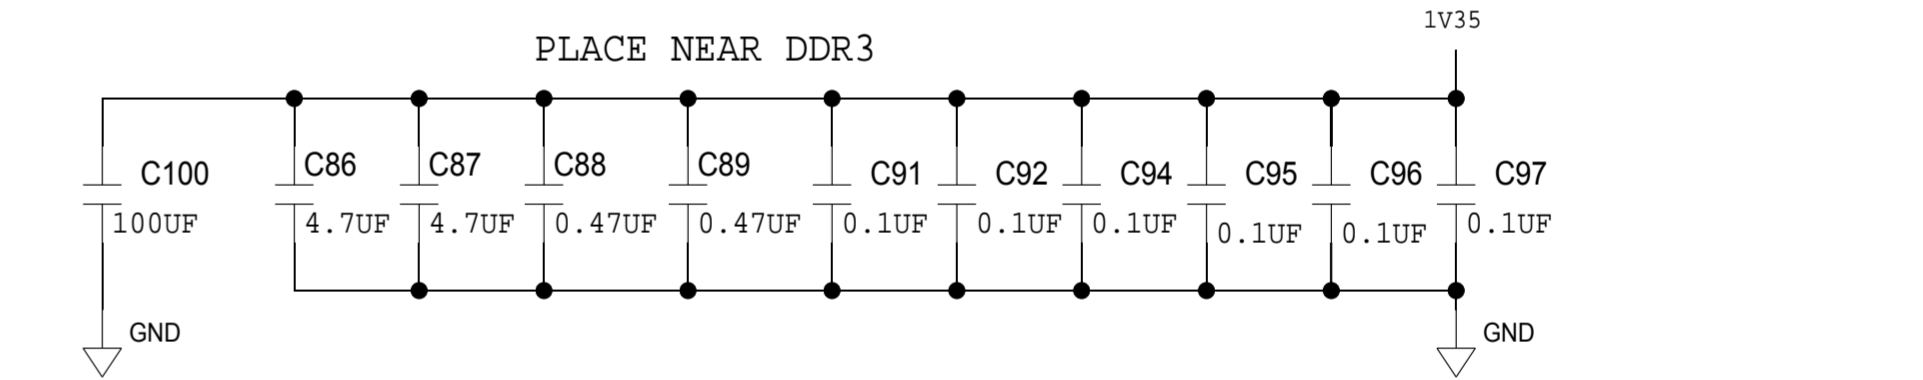 1V35
PLACE NEAR DDR3
C100
100UF
C86
4.7UF
C87
4.7UF
C88
0.47UF
C89
0.47UF
C91
0.1UF
C92
0.1UF
C94
0.1UF
C95
0.1UF
C96
0.1UF
C97
0.1UF
GND
GND